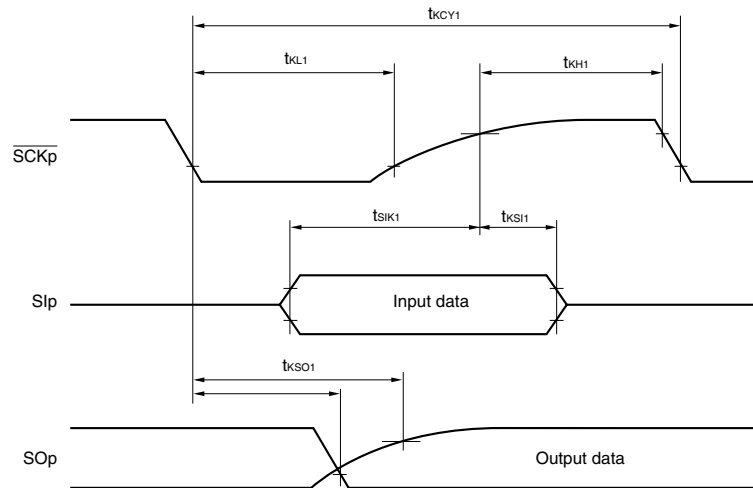 tKCY1
tKL1
tKH1
SCKp
tSIK1
tKSI1
SIp
Input data
tKSO1
SOp
Output data